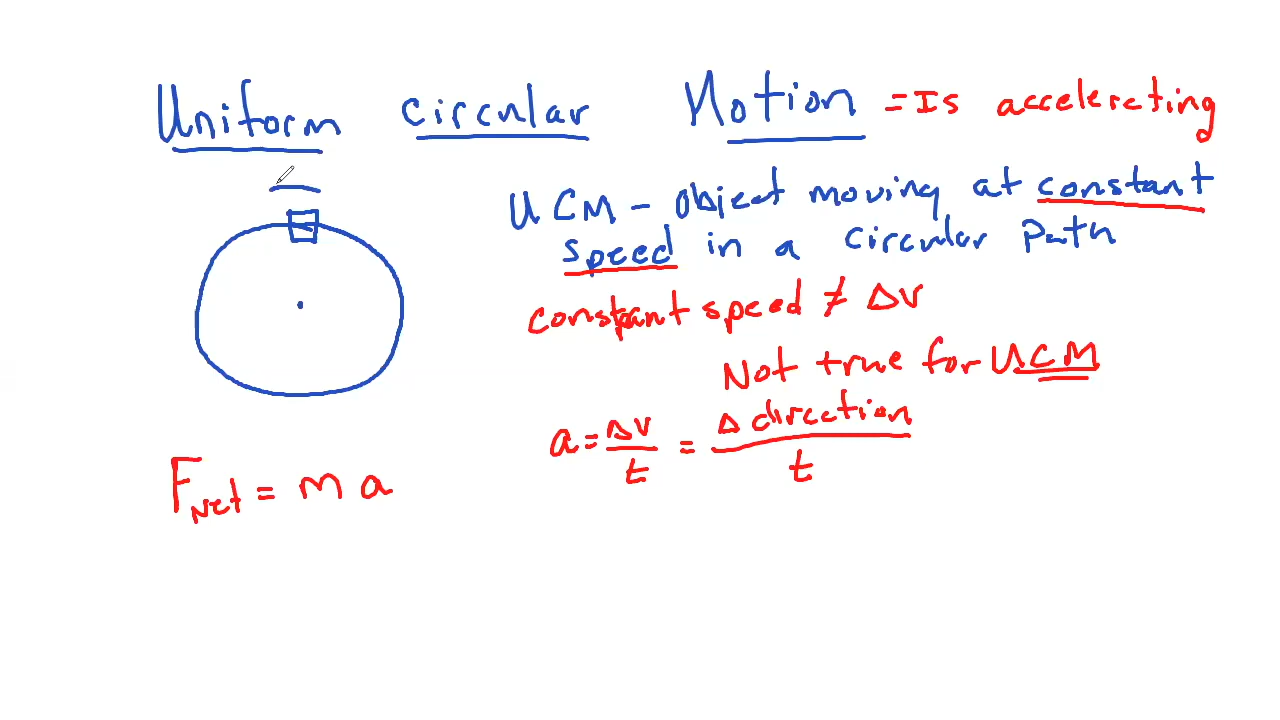 Uniform circular Motion = Is accelerating
UCM - Object moving at constant
speed in a circular Path
constant speed ≠ ΔV
Not true for UCM
a = ΔV/t = Δ direction/t
FNet = m a